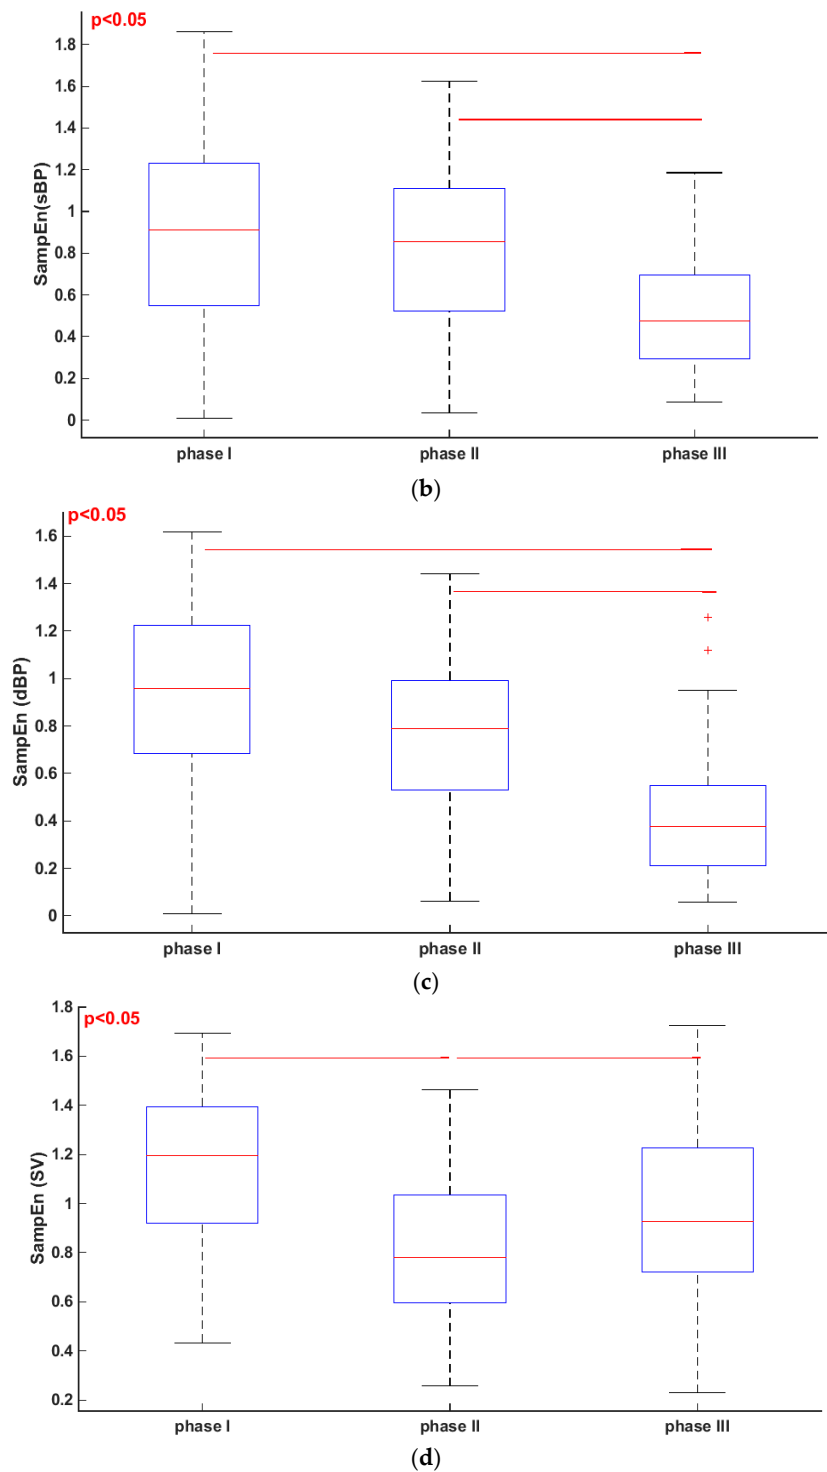 p<0.05
1.8
1.6
1.4
1.2
1
0.8
0.6
0.4
0.2
0
SampEn(sBP)
phase I phase II phase III
(b)
p<0.05
1.6
1.4
1.2
1
0.8
0.6
0.4
0.2
0
SampEn (dBP)
phase I phase II phase III
(c)
1.8
p<0.05
1.6
1.4
1.2
1
0.8
0.6
0.4
0.2
SampEn (SV)
phase I phase II phase III
(d)